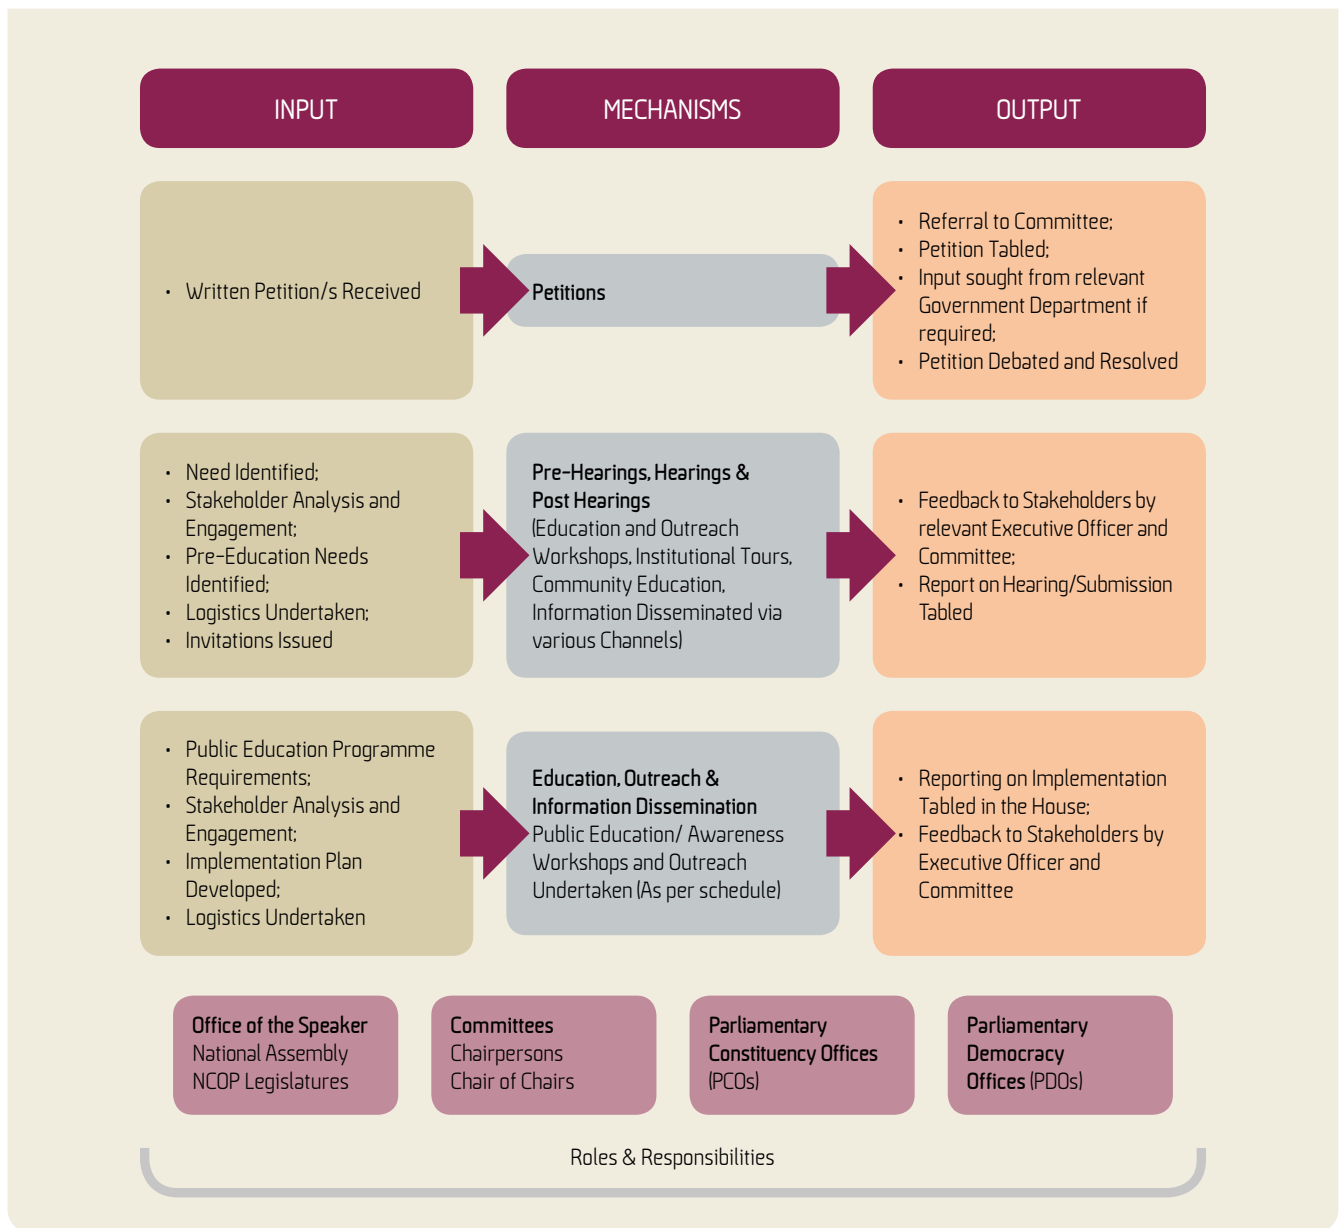 INPUT
MECHANISMS
OUTPUT
• Written Petition/s Received
Petitions
• Referral to Committee;
• Petition Tabled;
• Input sought from relevant
Government Department if
required;
• Petition Debated and Resolved
• Need Identified;
• Stakeholder Analysis and
Engagement;
• Pre-Education Needs
Identified;
• Logistics Undertaken;
• Invitations Issued
Pre-Hearings, Hearings &
Post Hearings
(Education and Outreach
Workshops, Institutional Tours,
Community Education,
Information Disseminated via
various Channels)
• Feedback to Stakeholders by
relevant Executive Officer and
Committee;
• Report on Hearing/Submission
Tabled
• Public Education Programme
Requirements;
• Stakeholder Analysis and
Engagement;
• Implementation Plan
Developed;
• Logistics Undertaken
Education, Outreach &
Information Dissemination
Public Education/ Awareness
Workshops and Outreach
Undertaken (As per schedule)
• Reporting on Implementation
Tabled in the House;
• Feedback to Stakeholders by
Executive Officer and
Committee
Office of the Speaker
National Assembly
NCOP Legislatures
Committees
Chairpersons
Chair of Chairs
Parliamentary
Constituency Offices
(PCOs)
Parliamentary
Democracy
Offices (PDOs)
Roles & Responsibilities